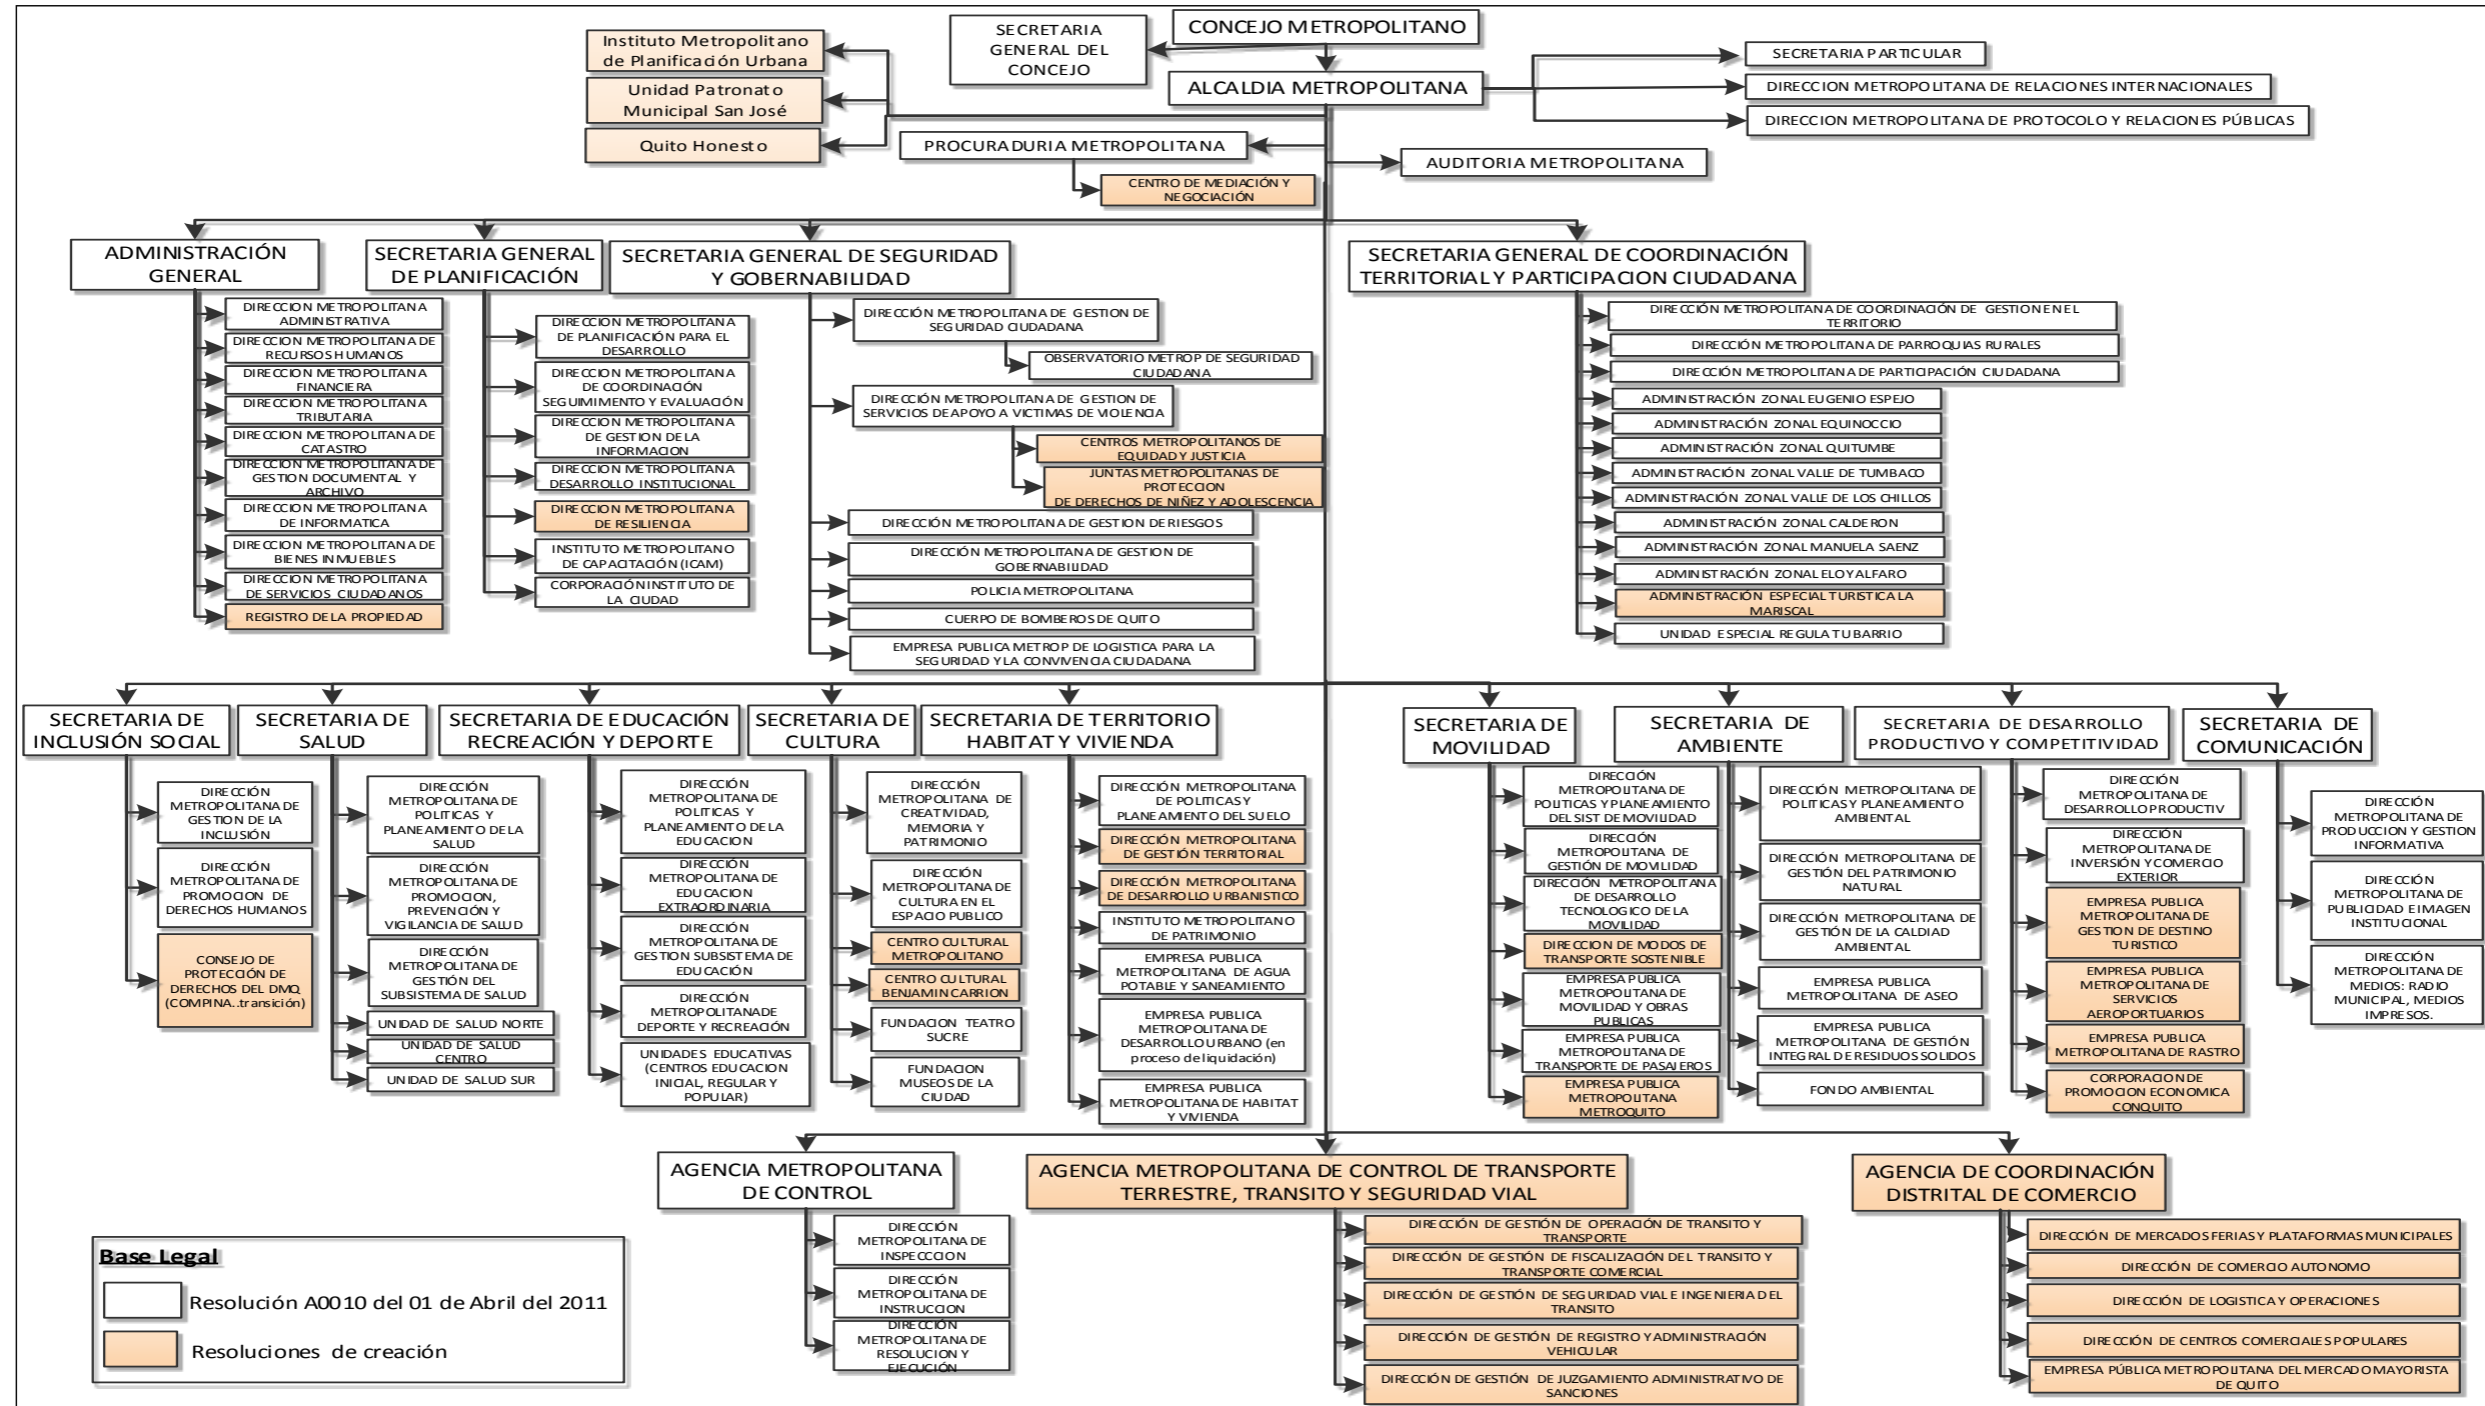 CONCEJO METROPOLITANO
SECRETARIA
GENERAL DEL
CONCEJO
Instituto Metropolitano
de Planificación Urbana
Unidad Patronato
Municipal San José
Quito Honesto
ALCALDIA METROPOLITANA
SECRETARIA PARTICULAR
DIRECCION METROPOLITANA DE RELACIONES INTERNACIONALES
DIRECCION METROPOLITANA DE PROTOCOLO Y RELACIONES PÚBLICAS
PROCURADURIA METROPOLITANA
AUDITORIA METROPOLITANA
CENTRO DE MEDIACIÓN Y
NEGOCIACIÓN
ADMINISTRACIÓN
GENERAL
DIRECCION METROPOLITANA
ADMINISTRATIVA
DIRECCION METROPOLITANA DE
RECURSOS HUMANOS
DIRECCION METROPOLITANA
FINANCIERA
DIRECCION METROPOLITANA
TRIBUTARIA
DIRECCION METROPOLITANA DE
CATASTRO
DIRECCION METROPOLITANA DE
GESTION DOCUMENTAL Y
ARCHIVO
DIRECCION METROPOLITANA
DE INFORMATICA
DIRECCION METROPOLITANA DE
BIENES INMUEBLES
DIRECCION METROPOLITANA
DE SERVICIOS CIUDADANOS
REGISTRO DE LA PROPIEDAD
SECRETARIA GENERAL
DE PLANIFICACIÓN
DIRECCION METROPOLITANA
DE PLANIFICACIÓN PARA EL
DESARROLLO
DIRECCION METROPOLITANA
DE COORDINACIÓN
SEGUIMIMENTO Y EVALUACIÓN
DIRECCION METROPOLITANA
DE GESTION DE LA
INFORMACION
DIRECCION METROPOLITANA
DESARROLLO INSTITUCIONAL
DIRECCION METROPOLITANA
DE RESILIENCIA
INSTITUTO METROPOLITANO
DE CAPACITACIÓN (ICAM)
CORPORACIÓN INSTITUTO DE
LA CIUDAD
SECRETARIA GENERAL DE SEGURIDAD
Y GOBERNABILIDAD
DIRECCIÓN METROPOLITANA DE GESTION DE
SEGURIDAD CIUDADANA
OBSERVATORIO METROP DE SEGURIDAD
CIUDADANA
DIRECCIÓN METROPOLITANA DE GESTION DE
SERVICIOS DE APOYO A VICTIMAS DE VIOLENCIA
CENTROS METROPOLITANOS DE
EQUIDAD Y JUSTICIA
JUNTAS METROPOLITANAS DE
PROTECCION
DE DERECHOS DE NIÑEZ Y ADOLESCENCIA
DIRECCIÓN METROPOLITANA DE GESTION DE RIESGOS
DIRECCIÓN METROPOLITANA DE GESTION DE
GOBERNABILIDAD
POLICIA METROPOLITANA
CUERPO DE BOMBEROS DE QUITO
EMPRESA PUBLICA METROP DE LOGISTICA PARA LA
SEGURIDAD Y LA CONVIVENCIA CIUDADANA
SECRETARIA GENERAL DE COORDINACIÓN
TERRITORIAL Y PARTICIPACION CIUDADANA
DIRECCIÓN METROPOLITANA DE COORDINACIÓN DE GESTION EN EL
TERRITORIO
DIRECCIÓN METROPOLITANA DE PARROQUIAS RURALES
DIRECCIÓN METROPOLITANA DE PARTICIPACIÓN CIUDADANA
ADMINISTRACIÓN ZONAL EUGENIO ESPEJO
ADMINISTRACIÓN ZONAL EQUINOCCIO
ADMINISTRACIÓN ZONAL QUITUMBE
ADMINISTRACIÓN ZONAL VALLE DE TUMBACO
ADMINISTRACIÓN ZONAL VALLE DE LOS CHILLOS
ADMINISTRACIÓN ZONAL CALDERON
ADMINISTRACIÓN ZONAL MANUELA SAENZ
ADMINISTRACIÓN ZONAL ELOY ALFARO
ADMINISTRACIÓN ESPECIAL TURISTICA LA
MARISCAL
UNIDAD ESPECIAL REGULA TU BARRIO
SECRETARIA DE
INCLUSIÓN SOCIAL
DIRECCIÓN
METROPOLITANA DE
GESTION DE LA
INCLUSIÓN
DIRECCIÓN
METROPOLITANA DE
PROMOCION DE
DERECHOS HUMANOS
CONSEJO DE
PROTECCIÓN DE
DERECHOS DEL DMQ
(COMPINA..transición)
SECRETARIA DE
SALUD
DIRECCIÓN
METROPOLITANA DE
POLITICAS Y
PLANEAMIENTO DE LA
SALUD
DIRECCIÓN
METROPOLITANA DE
PROMOCION,
PREVENCIÓN Y
VIGILANCIA DE SALUD
DIRECCIÓN
METROPOLITANA DE
GESTIÓN DEL
SUBSISTEMA DE SALUD
UNIDAD DE SALUD NORTE
UNIDAD DE SALUD
CENTRO
UNIDAD DE SALUD SUR
SECRETARIA DE EDUCACIÓN
RECREACIÓN Y DEPORTE
DIRECCIÓN
METROPOLITANA DE
POLITICAS Y
PLANEAMIENTO DE LA
EDUCACION
DIRECCIÓN
METROPOLITANA DE
EDUCACION
EXTRAORDINARIA
DIRECCIÓN
METROPOLITANA DE
GESTION SUBSISTEMA DE
EDUCACIÓN
DIRECCIÓN
METROPOLITANA DE
DEPORTE Y RECREACIÓN
UNIDADES EDUCATIVAS
(CENTROS EDUCACION
INICIAL, REGULAR Y
POPULAR)
SECRETARIA DE
CULTURA
DIRECCIÓN
METROPOLITANA DE
CREATIVIDAD,
MEMORIA Y
PATRIMONIO
DIRECCIÓN
METROPOLITANA DE
CULTURA EN EL
ESPACIO PUBLICO
CENTRO CULTURAL
METROPOLITANO
CENTRO CULTURAL
BENJAMIN CARRION
FUNDACION TEATRO
SUCRE
FUNDACION
MUSEOS DE LA
CIUDAD
SECRETARIA DE TERRITORIO
HABITAT Y VIVIENDA
DIRECCIÓN METROPOLITANA
DE POLITICAS Y
PLANEAMIENTO DEL SUELO
DIRECCIÓN METROPOLITANA
DE GESTIÓN TERRITORIAL
DIRECCIÓN METROPOLITANA
DE DESARROLLO URBANISTICO
INSTITUTO METROPOLITANO
DE PATRIMONIO
EMPRESA PUBLICA
METROPOLITANA DE AGUA
POTABLE Y SANEAMIENTO
EMPRESA PUBLICA
METROPOLITANA DE
DESARROLLO URBANO (en
proceso de liquidación)
EMPRESA PUBLICA
METROPOLITANA DE HABITAT
Y VIVIENDA
SECRETARIA DE
MOVILIDAD
DIRECCIÓN
METROPOLITANA DE
POLITICAS Y PLANEAMIENTO
DEL SIST DE MOVILIDAD
DIRECCIÓN
METROPOLITANA DE
GESTIÓN DE MOVILIDAD
DIRECCIÓN METROPOLITANA
DE DESARROLLO
TECNOLOGICO DE LA
MOVILIDAD
DIRECCION DE MODOS DE
TRANSPORTE SOSTENIBLE
EMPRESA PUBLICA
METROPOLITANA DE
MOVILIDAD Y OBRAS
PUBLICAS
EMPRESA PUBLICA
METROPOLITANA DE
TRANSPORTE DE PASAJEROS
EMPRESA PUBLICA
METROPOLITANA
METROQUITO
SECRETARIA DE
AMBIENTE
DIRECCIÓN METROPOLITANA DE
POLITICAS Y PLANEAMIENTO
AMBIENTAL
DIRECCIÓN METROPOLITANA DE
GESTIÓN DEL PATRIMONIO
NATURAL
DIRECCIÓN METROPOLITANA DE
GESTIÓN DE LA CALDIAD
AMBIENTAL
EMPRESA PUBLICA
METROPOLITANA DE ASEO
EMPRESA PUBLICA
METROPOLITANA DE GESTIÓN
INTEGRAL DE RESIDUOS SOLIDOS
FONDO AMBIENTAL
SECRETARIA DE DESARROLLO
PRODUCTIVO Y COMPETITIVIDAD
DIRECCIÓN
METROPOLITANA DE
DESARROLLO PRODUCTIV
DIRECCIÓN
METROPOLITANA DE
INVERSIÓN Y COMERCIO
EXTERIOR
EMPRESA PUBLICA
METROPOLITANA DE
GESTION DE DESTINO
TURISTICO
EMPRESA PUBLICA
METROPOLITANA DE
SERVICIOS
AEROPORTUARIOS
EMPRESA PUBLICA
METROPOLITANA DE RASTRO
CORPORACION DE
PROMOCION ECONOMICA
CONQUITO
SECRETARIA DE
COMUNICACIÓN
DIRECCIÓN
METROPOLITANA DE
PRODUCCION Y GESTION
INFORMATIVA
DIRECCIÓN
METROPOLITANA DE
PUBLICIDAD E IMAGEN
INSTITUCIONAL
DIRECCIÓN
METROPOLITANA DE
MEDIOS: RADIO
MUNICIPAL, MEDIOS
IMPRESOS.
AGENCIA METROPOLITANA
DE CONTROL
DIRECCIÓN
METROPOLITANA DE
INSPECCCION
DIRECCIÓN
METROPOLITANA DE
INSTRUCCION
DIRECCIÓN
METROPOLITANA DE
RESOLUCION Y
EJECUCIÓN
AGENCIA METROPOLITANA DE CONTROL DE TRANSPORTE
TERRESTRE, TRANSITO Y SEGURIDAD VIAL
DIRECCIÓN DE GESTIÓN DE OPERACIÓN DE TRANSITO Y
TRANSPORTE
DIRECCIÓN DE GESTIÓN DE FISCALIZACIÓN DEL TRANSITO Y
TRANSPORTE COMERCIAL
DIRECCIÓN DE GESTIÓN DE SEGURIDAD VIAL E INGENIERIA DEL
TRANSITO
DIRECCIÓN DE GESTIÓN DE REGISTRO Y ADMINISTRACIÓN
VEHICULAR
DIRECCIÓN DE GESTIÓN DE JUZGAMIENTO ADMINISTRATIVO DE
SANCIONES
AGENCIA DE COORDINACIÓN
DISTRITAL DE COMERCIO
DIRECCIÓN DE MERCADOS FERIAS Y PLATAFORMAS MUNICIPALES
DIRECCIÓN DE COMERCIO AUTONOMO
DIRECCIÓN DE LOGISTICA Y OPERACIONES
DIRECCIÓN DE CENTROS COMERCIALES POPULARES
EMPRESA PÚBLICA METROPOLITANA DEL MERCADO MAYORISTA
DE QUITO
Base Legal
Resolución A0010 del 01 de Abril del 2011
Resoluciones de creación